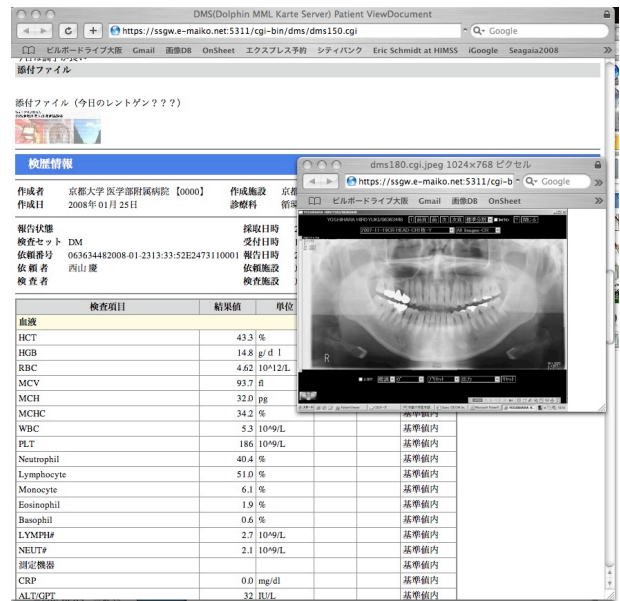 DMS(Dolphin MML Karte Server) Patient ViewDocument
https://ssgw.e-maiko.net:5311/cgi-bin/dms/dms150.cgi
Google
ビルボードライブ大阪 Gmail 画像DB OnSheet エクスプレス予約 シティバンク Eric Schmidt at HIMSS iGoogle Seagaia2008
添付ファイル
添付ファイル（今日のレントゲン？？？）
検歴情報
作成者 京都大学 医学部附属病院 【0000】 作成施設
作成日 2008年 01月 25日 診療科
報告状態 採取日時
検査セット DM 受付日時
依頼番号 063634482008-01-2313:33:52E2473110001 報告日時
依頼者 西山 慶 依頼施設
検査者 検査施設
検査項目 結果値 単位
血液
HCT 43.3 %
HGB 14.8 g/ d l
RBC 4.62 10^12/L
MCV 93.7 fl
MCH 32.0 pg
MCHC 34.2 % 基準値内
WBC 5.3 10^9/L 基準値内
PLT 186 10^9/L 基準値内
Neutrophil 40.4 % 基準値内
Lymphocyte 51.0 % 基準値内
Monocyte 6.1 % 基準値内
Eosinophil 1.9 % 基準値内
Basophil 0.6 % 基準値内
LYMPH# 2.7 10^9/L 基準値内
NEUT# 2.1 10^9/L 基準値内
測定機器 基準値内
CRP 0.0 mg/dl 基準値内
ALT/GPT 32 IU/L 基準値内
dms180.cgi.jpeg 1024×768 ピクセル
https://ssgw.e-maiko.net:5311/cgi-b
Google
ビルボードライブ大阪 Gmail 画像DB OnSheet
R